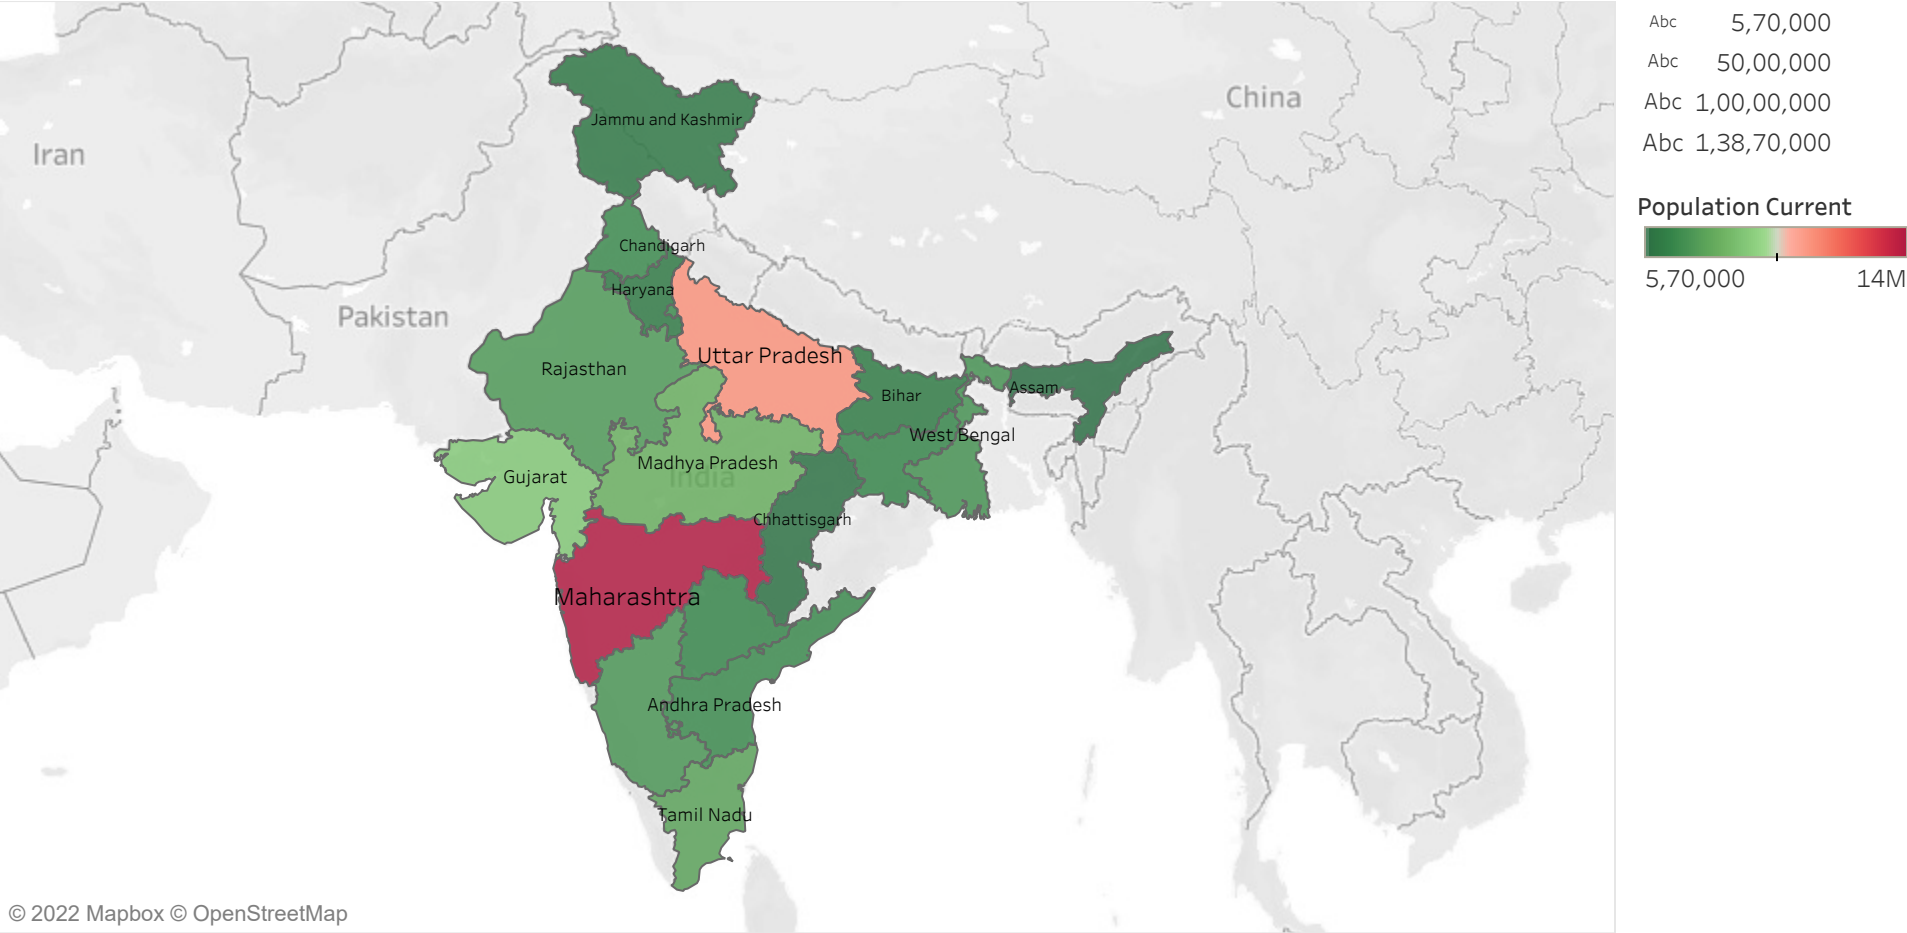 Jammu and Kashmir
China
Iran
Chandigarh
Haryana
Pakistan
Uttar Pradesh
Rajasthan
Assam
Bihar
West Bengal
Madhya Pradesh
India
Gujarat
Chhattisgarh
Maharashtra
Andhra Pradesh
Tamil Nadu
© 2022 Mapbox © OpenStreetMap
Abc 5,70,000
Abc 50,00,000
Abc 1,00,00,000
Abc 1,38,70,000
Population Current
5,70,000 14M